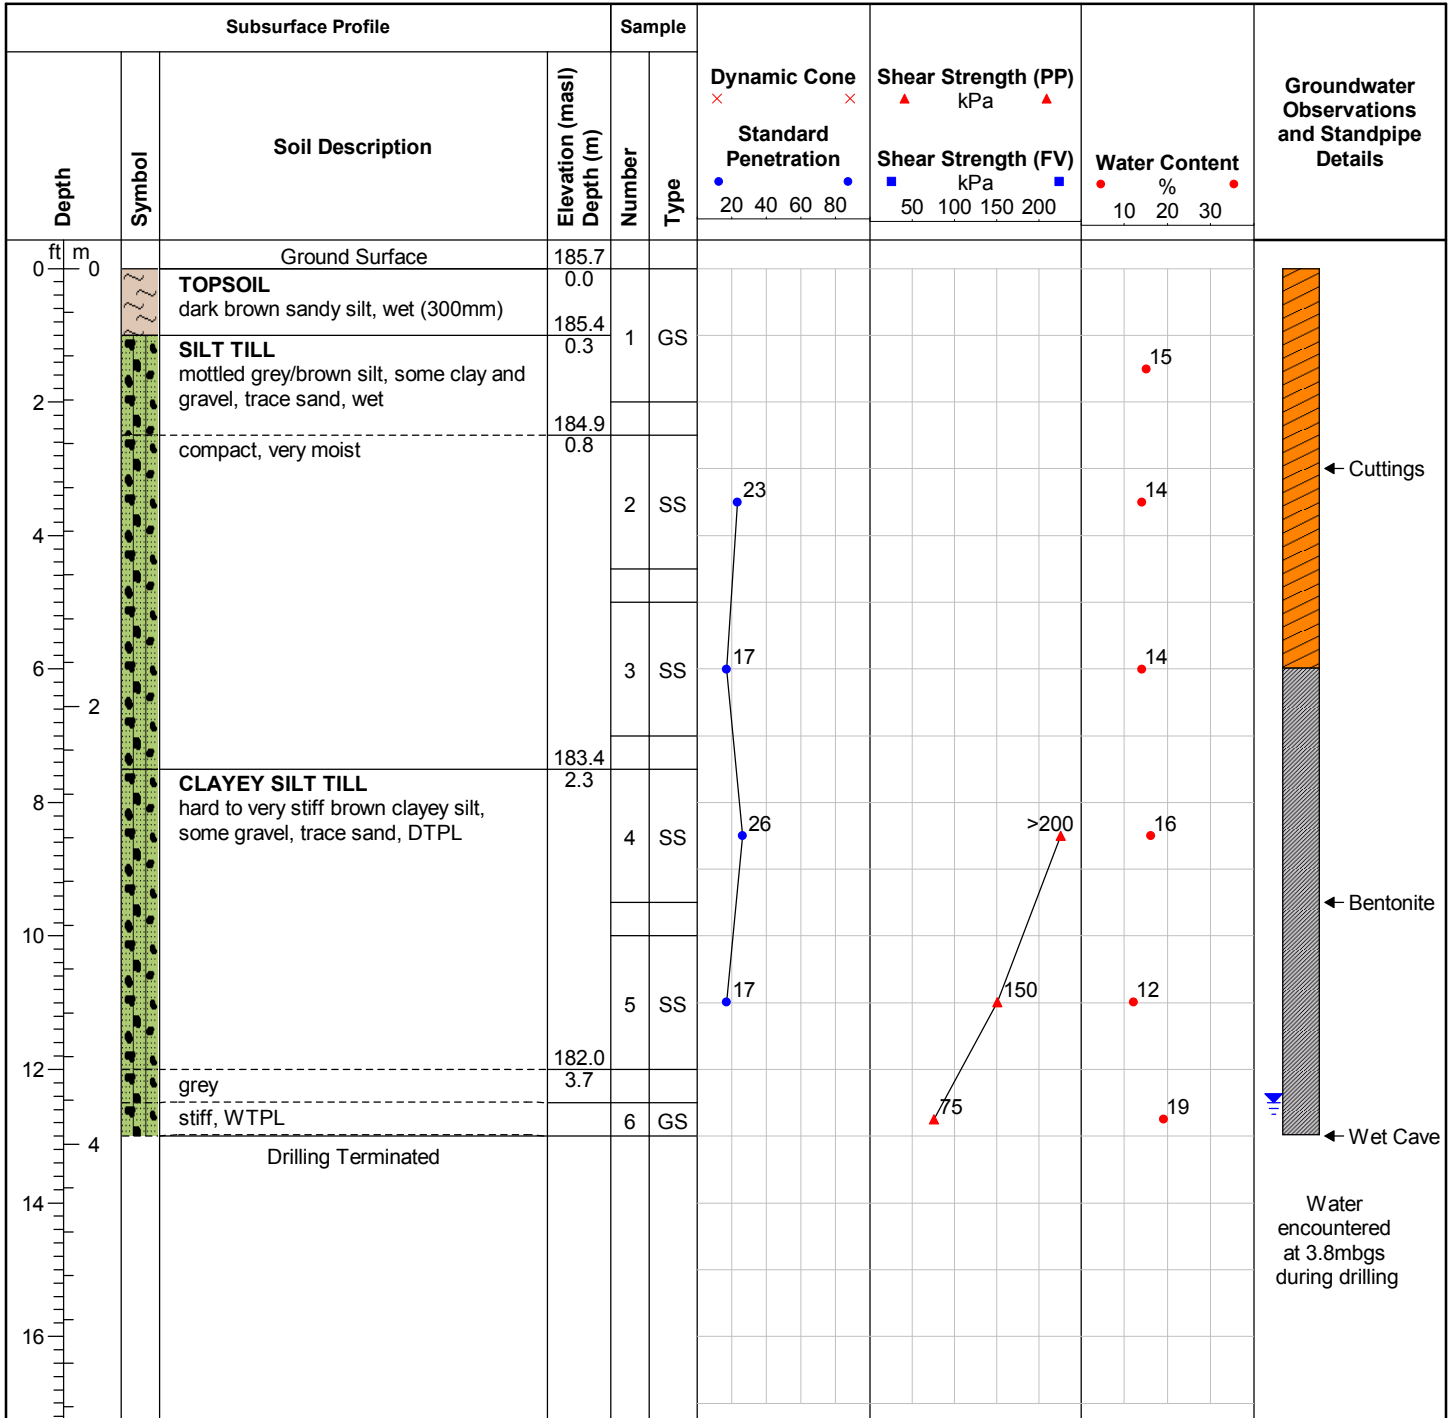 Subsurface Profile
Sample
Depth
Symbol
Soil Description
Elevation (masl)
Depth (m)
Number
Type
Dynamic Cone
Standard
Penetration
20 40 60 80
Shear Strength (PP)
kPa
Shear Strength (FV)
kPa
50 100 150 200
Water Content
%
10 20 30
Groundwater
Observations
and Standpipe
Details
ft m
Ground Surface 185.7
0 0
TOPSOIL 0.0
dark brown sandy silt, wet (300mm)
185.4
1 GS
SILT TILL 0.3
mottled grey/brown silt, some clay and
gravel, trace sand, wet
15
2
184.9
compact, very moist 0.8
Cuttings
2 SS 23 14
4
6
3 SS 17 14
2
183.4
CLAYEY SILT TILL 2.3
hard to very stiff brown clayey silt,
some gravel, trace sand, DTPL
8
4 SS 26 >200 16
Bentonite
10
5 SS 17 150 12
182.0
12
grey 3.7
stiff, WTPL
6 GS 75 19
4
Wet Cave
Drilling Terminated
14
Water
encountered
at 3.8mbgs
during drilling
16